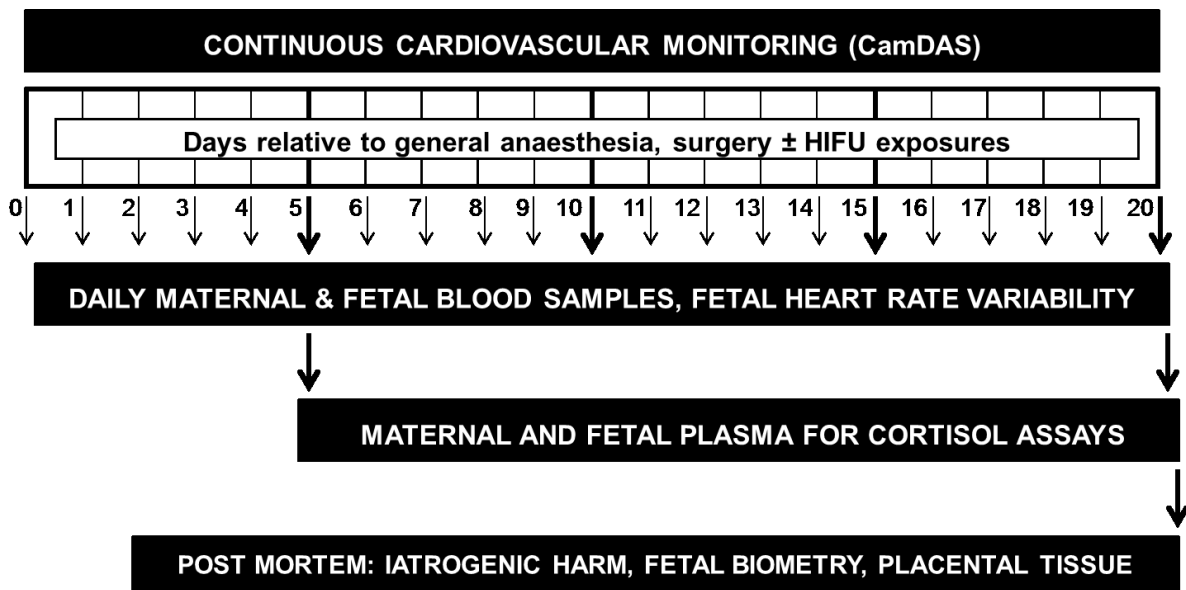 CONTINUOUS CARDIOVASCULAR MONITORING (CamDAS)
Days relative to general anaesthesia, surgery ± HIFU exposures
0 1 2 3 4 5 6 7 8 9 10 11 12 13 14 15 16 17 18 19 20
DAILY MATERNAL & FETAL BLOOD SAMPLES, FETAL HEART RATE VARIABILITY
MATERNAL AND FETAL PLASMA FOR CORTISOL ASSAYS
POST MORTEM: IATROGENIC HARM, FETAL BIOMETRY, PLACENTAL TISSUE